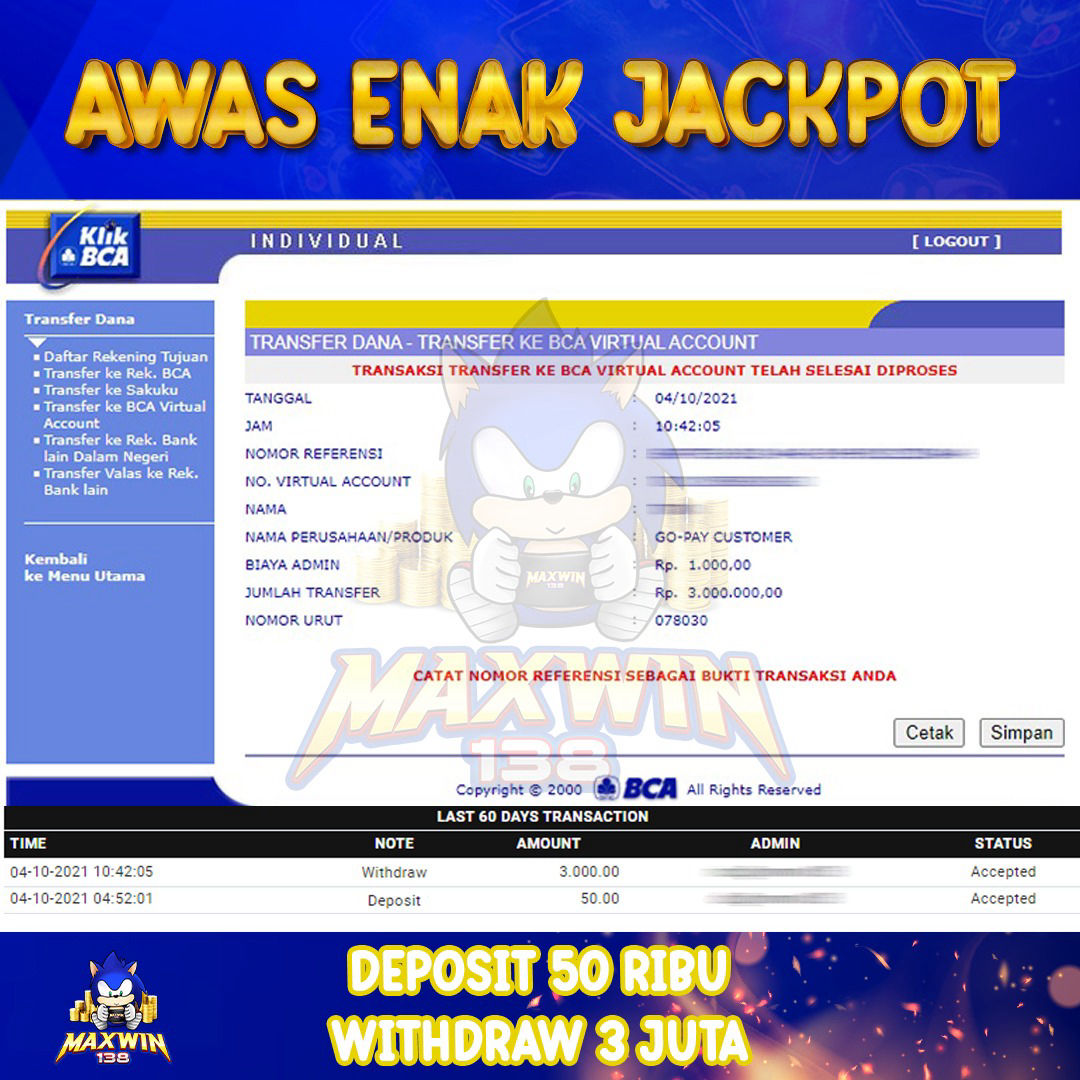 AWAS ENAK JACKPOT
Klik BCA
INDIVIDUAL
[ LOGOUT ]
Transfer Dana
Daftar Rekening Tujuan
Transfer ke Rek. BCA
Transfer ke Sakuku
Transfer ke BCA Virtual
Account
Transfer ke Rek. Bank
lain Dalam Negeri
Transfer Valas ke Rek.
Bank lain
Kembali
ke Menu Utama
TRANSFER DANA - TRANSFER KE BCA VIRTUAL ACCOUNT
TRANSAKSI TRANSFER KE BCA VIRTUAL ACCOUNT TELAH SELESAI DIPROSES
TANGGAL : 04/10/2021
JAM : 10:42:05
NOMOR REFERENSI :
NO. VIRTUAL ACCOUNT :
NAMA :
NAMA PERUSAHAAN/PRODUK : GO-PAY CUSTOMER
BIAYA ADMIN : Rp. 1.000,00
JUMLAH TRANSFER : Rp. 3.000.000,00
NOMOR URUT : 078030
MAXWIN
138
CATAT NOMOR REFERENSI SEBAGAI BUKTI TRANSAKSI ANDA
MAXWIN
138
Cetak Simpan
Copyright © 2000 BCA All Rights Reserved
LAST 60 DAYS TRANSACTION
TIME NOTE AMOUNT ADMIN STATUS
04-10-2021 10:42:05 Withdraw 3.000.00 Accepted
04-10-2021 04:52:01 Deposit 50.00 Accepted
MAXWIN
138
DEPOSIT 50 RIBU
WITHDRAW 3 JUTA